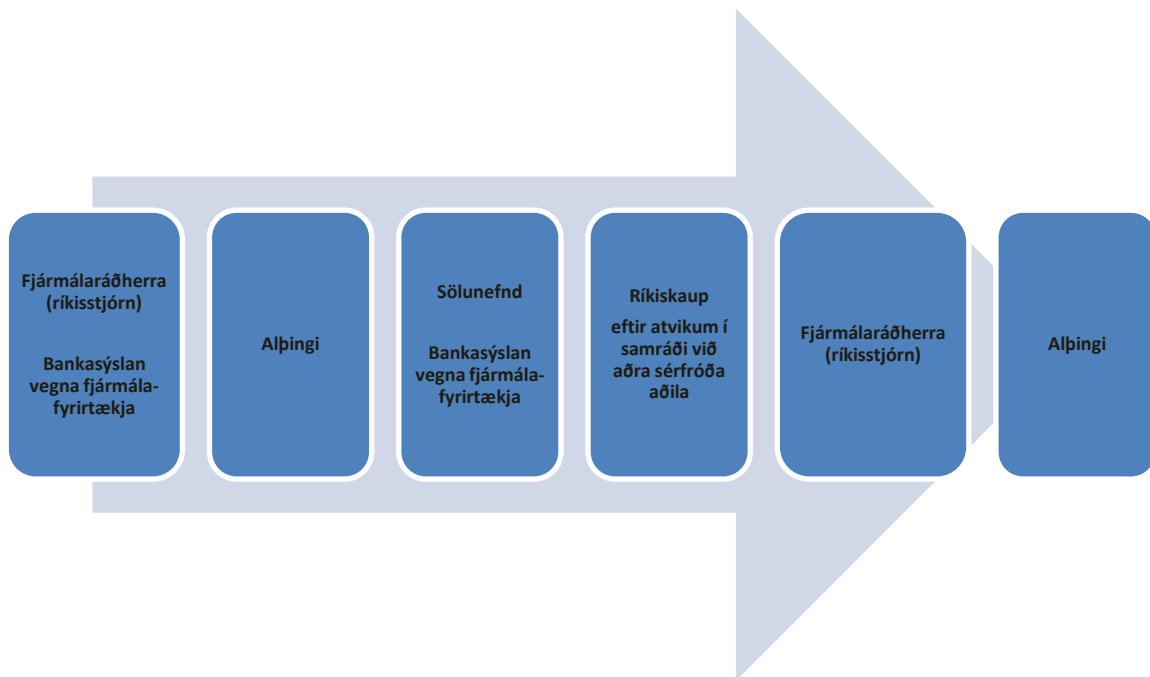 Fjármálaráðherra
(ríkisstjórn)
Bankasýslan
vegna fjármála-
fyrirtækja
Alþingi
Sölunefnd
Bankasýslan
vegna fjármála-
fyrirtækja
Ríkiskaup
eftir atvikum í
samráði við
aðra sérfróða
aðila
Fjármálaráðherra
(ríkisstjórn)
Alþingi